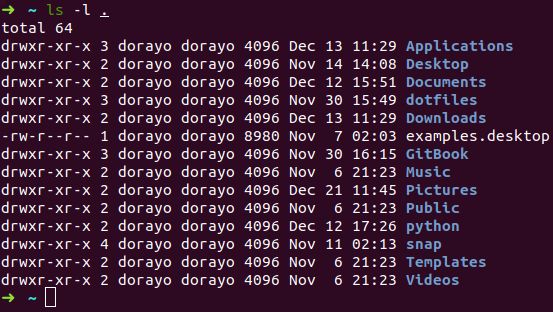 ➜ ~ ls -l .
total 64
drwxr-xr-x 3 dorayo dorayo 4096 Dec 13 11:29 Applications
drwxr-xr-x 2 dorayo dorayo 4096 Nov 14 14:08 Desktop
drwxr-xr-x 2 dorayo dorayo 4096 Dec 12 15:51 Documents
drwxr-xr-x 3 dorayo dorayo 4096 Nov 30 15:49 dotfiles
drwxr-xr-x 2 dorayo dorayo 4096 Dec 13 11:29 Downloads
-rw-r--r-- 1 dorayo dorayo 8980 Nov  7 02:03 examples.desktop
drwxr-xr-x 3 dorayo dorayo 4096 Nov 30 16:15 GitBook
drwxr-xr-x 2 dorayo dorayo 4096 Nov  6 21:23 Music
drwxr-xr-x 2 dorayo dorayo 4096 Dec 21 11:45 Pictures
drwxr-xr-x 2 dorayo dorayo 4096 Nov  6 21:23 Public
drwxr-xr-x 2 dorayo dorayo 4096 Dec 12 17:26 python
drwxr-xr-x 4 dorayo dorayo 4096 Nov 11 02:13 snap
drwxr-xr-x 2 dorayo dorayo 4096 Nov  6 21:23 Templates
drwxr-xr-x 2 dorayo dorayo 4096 Nov  6 21:23 Videos
➜ ~